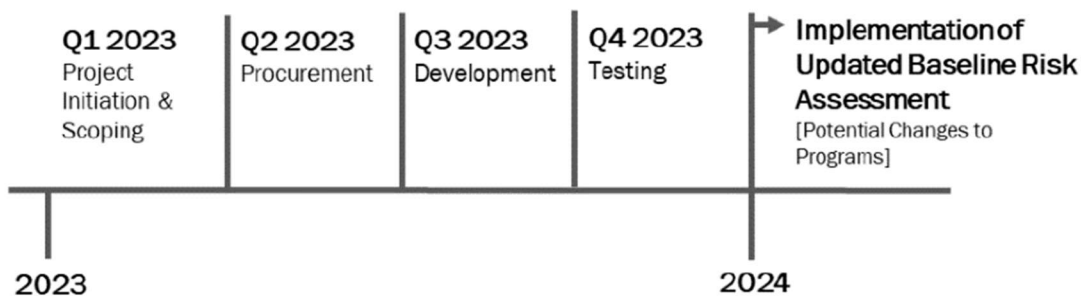 Q1 2023
Project
Initiation &
Scoping
Q2 2023
Procurement
Q3 2023
Development
Q4 2023
Testing
Implementation of
Updated Baseline Risk
Assessment
[Potential Changes to
Programs]
2023
2024